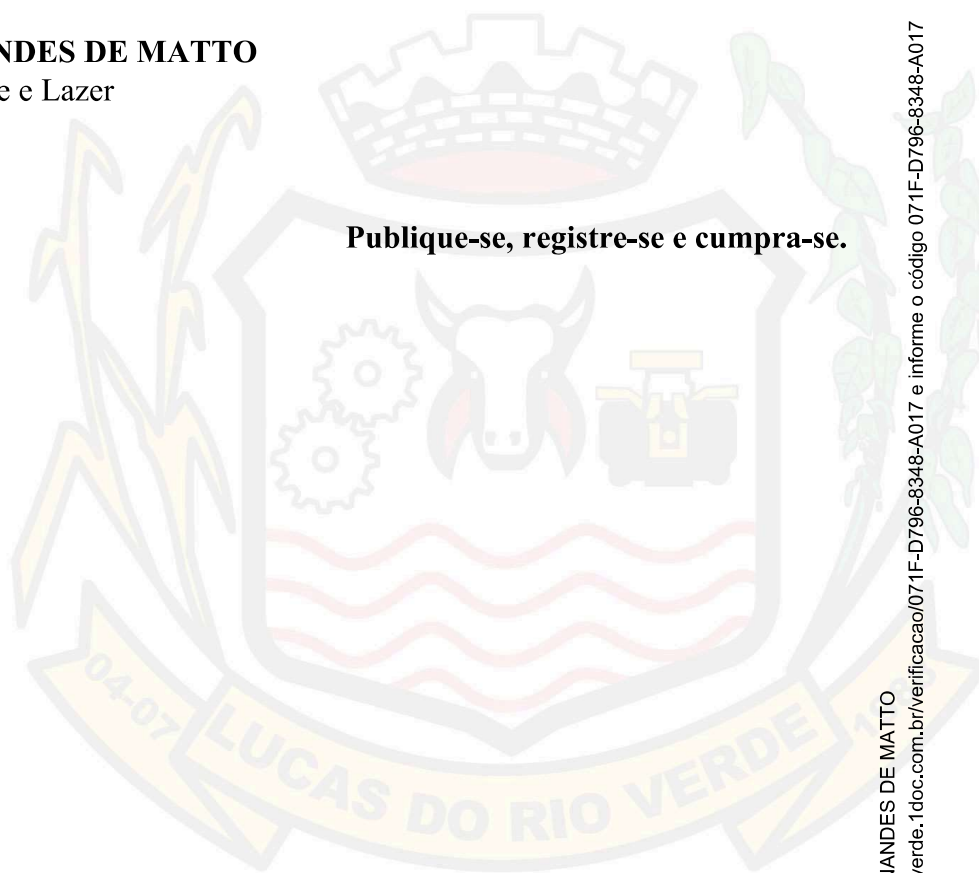 NDES DE MATTO
e e Lazer
Publique-se, registre-se e cumpra-se.
04-07
LUCAS DO RIO VERDE
NANDES DE MATTO
verde.1doc.com.br/verificacao/071F-D796-8348-A017 e informe o código 071F-D796-8348-A017